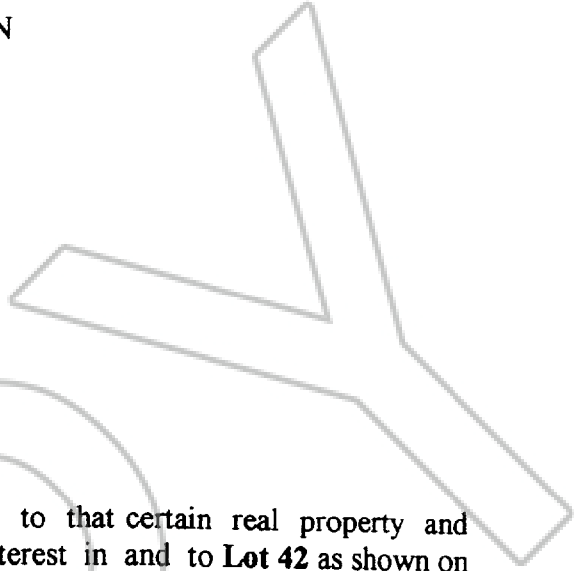 N
to that certain real property and
terest in and to Lot 42 as shown on